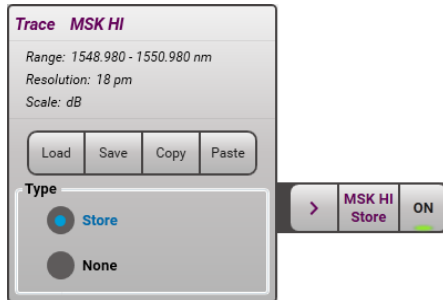 Trace MSK HI
Range: 1548.980 - 1550.980 nm
Resolution: 18 pm
Scale: dB
Load Save Copy Paste
Type
Store
None
> MSK HI Store ON